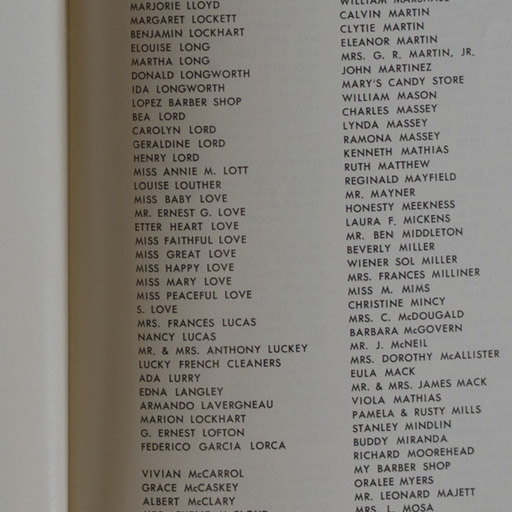 MARJORIE LLOYD
MARGARET LOCKETT
BENJAMIN LOCKHART
ELOUISE LONG
MARTHA LONG
DONALD LONGWORTH
IDA LONGWORTH
LOPEZ BARBER SHOP
BEA LORD
CAROLYN LORD
GERALDINE LORD
HENRY LORD
MISS ANNIE M. LOTT
LOUISE LOUTHER
MISS BABY LOVE
MR. ERNEST G. LOVE
ETTER HEART LOVE
MISS FAITHFUL LOVE
MISS GREAT LOVE
MISS HAPPY LOVE
MISS MARY LOVE
MISS PEACEFUL LOVE
S. LOVE
MRS. FRANCES LUCAS
NANCY LUCAS
MR. & MRS. ANTHONY LUCKEY
LUCKY FRENCH CLEANERS
ADA LURRY
EDNA LANGLEY
ARMANDO LAVERGNEAU
MARION LOCKHART
G. ERNEST LOFTON
FEDERICO GARCIA LORCA
VIVIAN McCARROL
GRACE McCASKEY
ALBERT McCLARY
WILLIAM MARSHALL
CALVIN MARTIN
CLYTIE MARTIN
ELEANOR MARTIN
MRS. G. R. MARTIN, JR.
JOHN MARTINEZ
MARY'S CANDY STORE
WILLIAM MASON
CHARLES MASSEY
LYNDA MASSEY
RAMONA MASSEY
KENNETH MATHIAS
RUTH MATTHEW
REGINALD MAYFIELD
MR. MAYNER
HONESTY MEEKNESS
LAURA F. MICKENS
MR. BEN MIDDLETON
BEVERLY MILLER
WIENER SOL MILLER
MRS. FRANCES MILLINER
MISS M. MIMS
CHRISTINE MINCY
MRS. C. McDOUGALD
BARBARA McGOVERN
MR. J. McNEIL
MRS. DOROTHY McALLISTER
EULA MACK
MR. & MRS. JAMES MACK
VIOLA MATHIAS
PAMELA & RUSTY MILLS
STANLEY MINDLIN
BUDDY MIRANDA
RICHARD MOOREHEAD
MY BARBER SHOP
ORALEE MYERS
MR. LEONARD MAJETT
MRS. L. MOSA